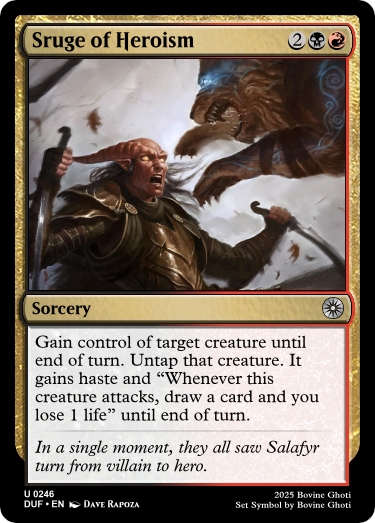 Sruge of Heroism 2
Sorcery
Gain control of target creature until
end of turn. Untap that creature. It
gains haste and “Whenever this
creature attacks, draw a card and you
lose 1 life” until end of turn.
In a single moment, they all saw Salafyr
turn from villain to hero.
U 0246
DUF • EN Dave Rapoza
2025 Bovine Ghoti
Set Symbol by Bovine Ghoti